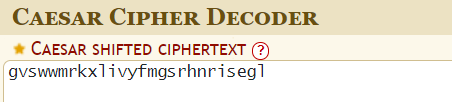 Caesar Cipher Decoder
Caesar shifted ciphertext ?
gvswwmrkxlivyfmgsrhnrisegl